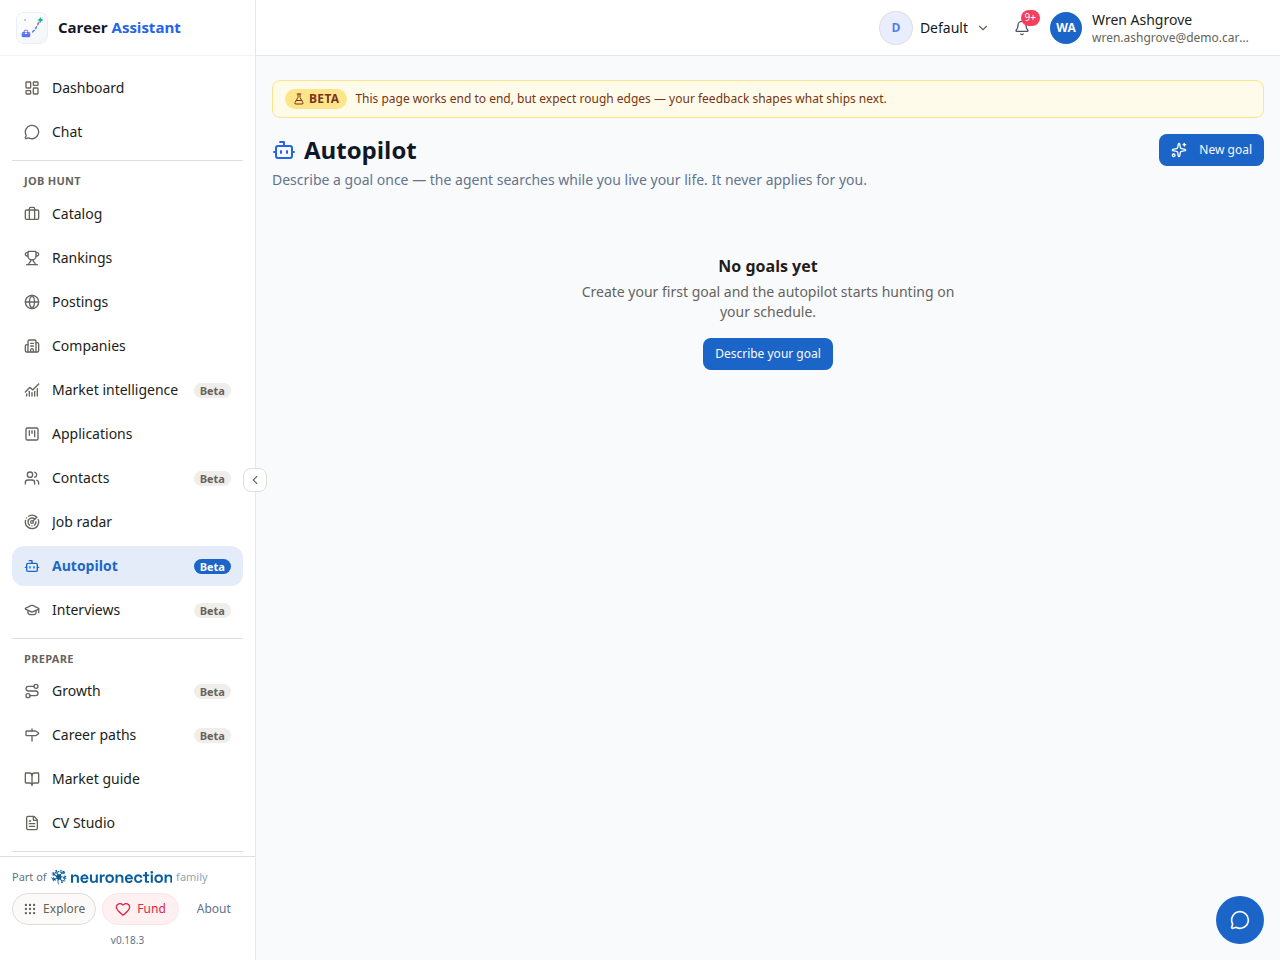 Career Assistant
D
Default
9+
WA
Wren Ashgrove
wren.ashgrove@demo.car...
Dashboard
Chat
JOB HUNT
Catalog
Rankings
Postings
Companies
Market intelligence Beta
Applications
Contacts Beta
Job radar
Autopilot Beta
Interviews Beta
PREPARE
Growth Beta
Career paths Beta
Market guide
CV Studio
Part of neuronection family
Explore
Fund
About
v0.18.3
BETA This page works end to end, but expect rough edges — your feedback shapes what ships next.
Autopilot
New goal
Describe a goal once — the agent searches while you live your life. It never applies for you.
No goals yet
Create your first goal and the autopilot starts hunting on
your schedule.
Describe your goal